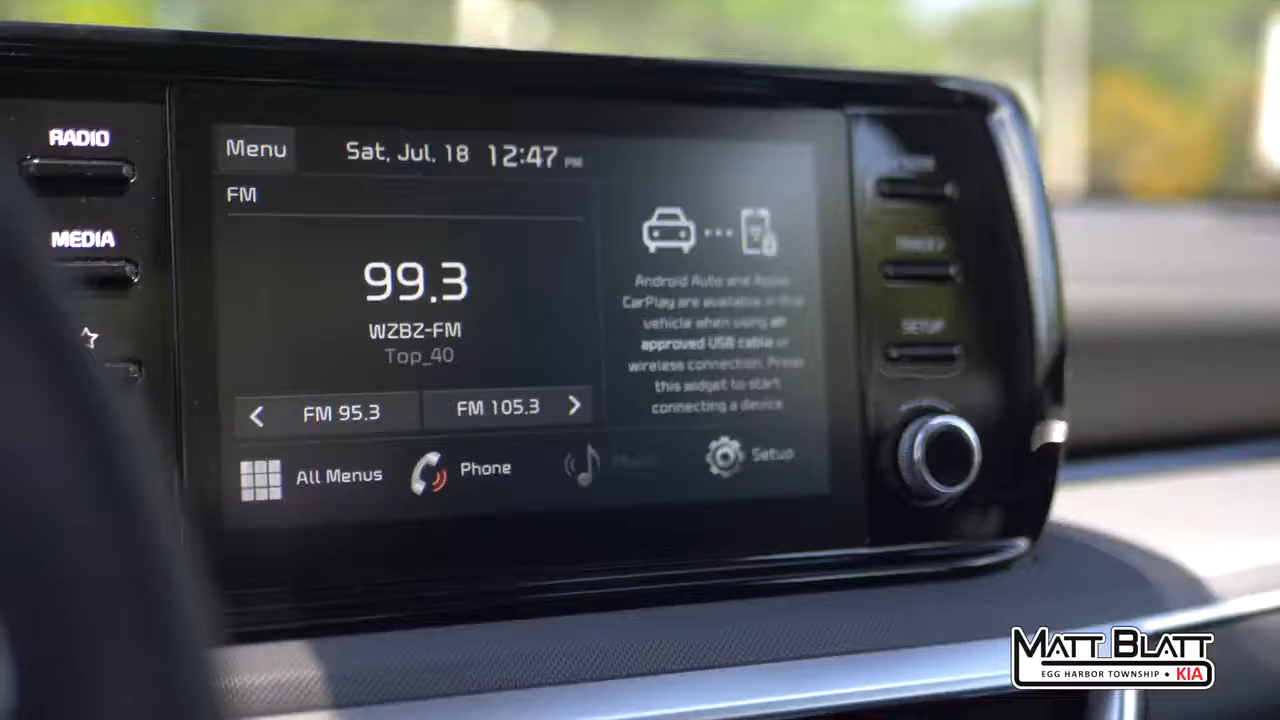 RADIO
MEDIA
Menu
Sat, Jul, 18 12:47 PM
FM
99.3
WZBZ-FM
Top_40
FM 95.3
FM 105.3
All Menus
Phone
Setup
Android Auto and Apple
CarPlay are available in this
vehicle when using an
approved USB cable or
wireless connection. Press
this widget to start
connecting a device.
SETUP
MATT BLATT
EGG HARBOR TOWNSHIP • KIA